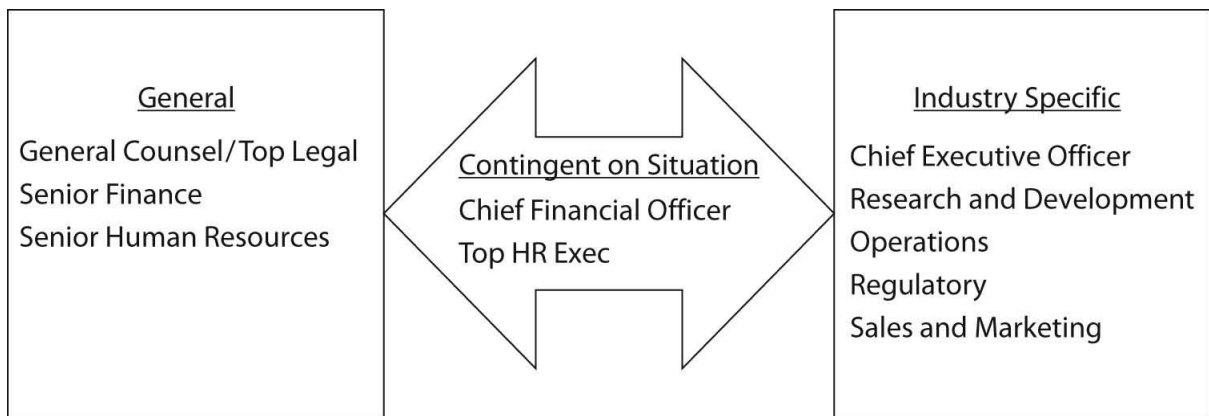 General
General Counsel/Top Legal
Senior Finance
Senior Human Resources
Contingent on Situation
Chief Financial Officer
Top HR Exec
Industry Specific
Chief Executive Officer
Research and Development
Operations
Regulatory
Sales and Marketing